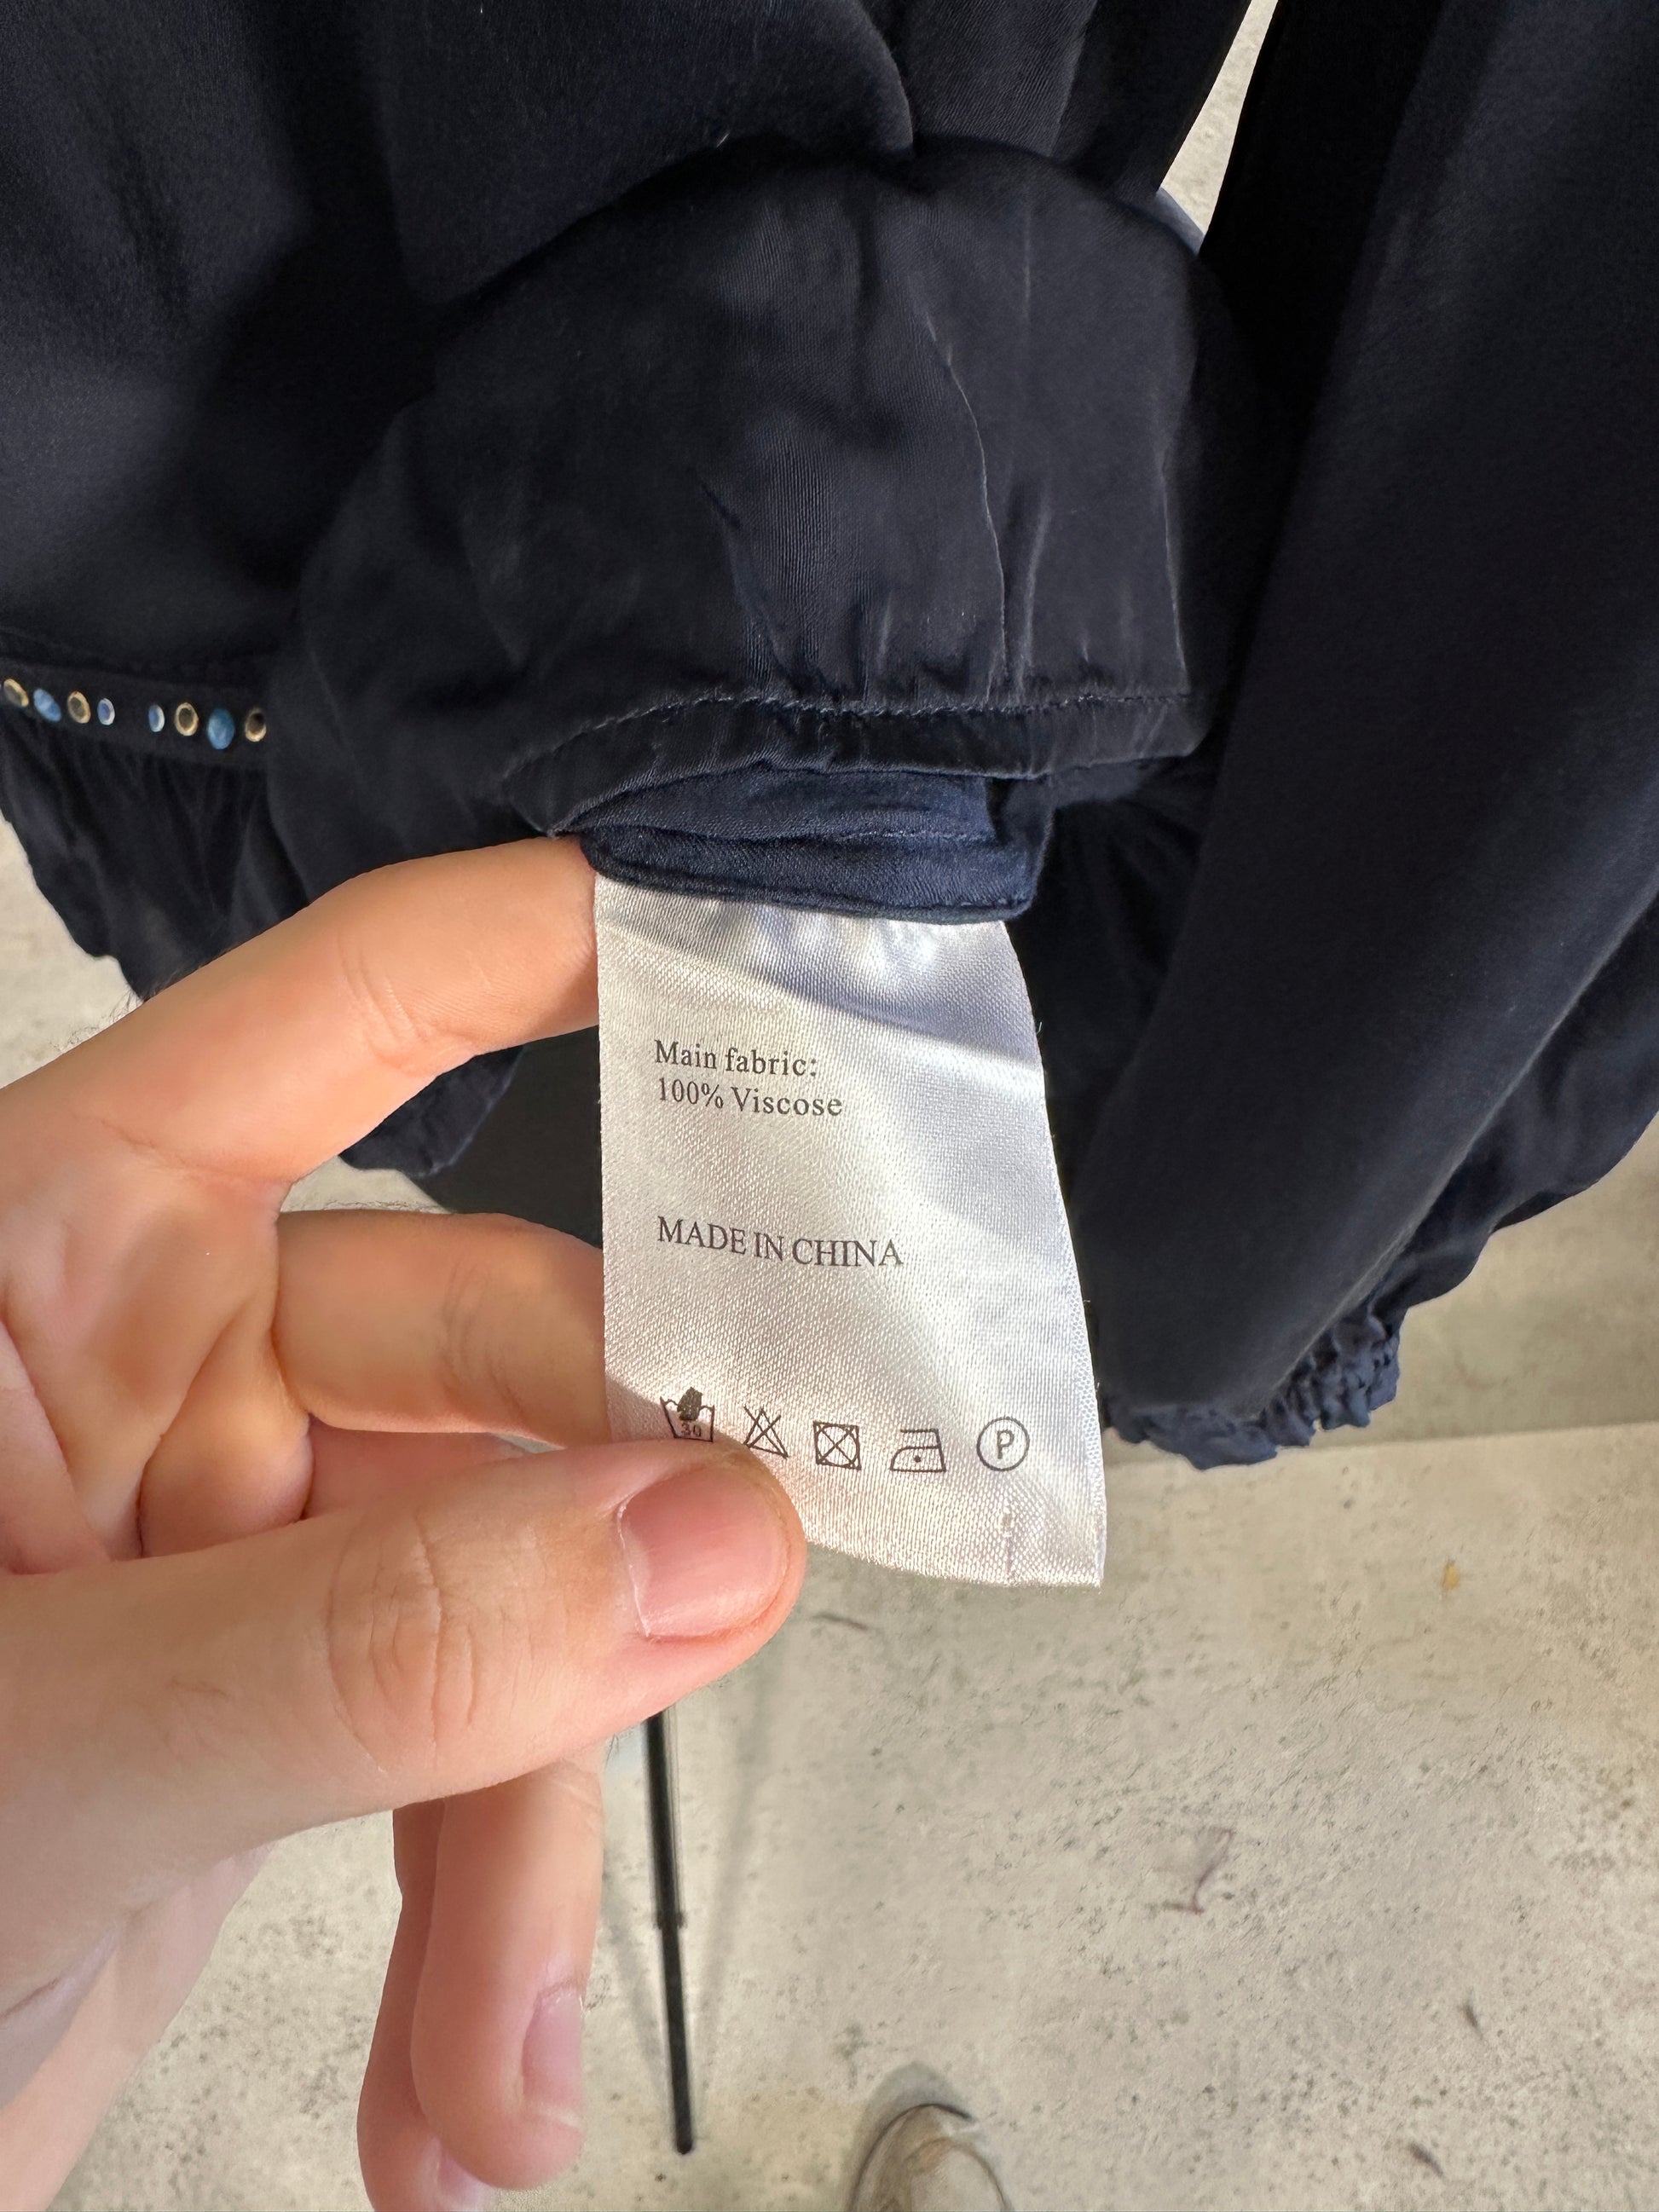 Main fabric:
100% Viscose
MADE IN CHINA
30
P